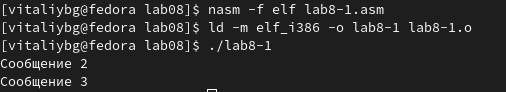 [vitaliybg@fedora lab08]$ nasm -f elf lab8-1.asm
[vitaliybg@fedora lab08]$ ld -m elf_i386 -o lab8-1 lab8-1.o
[vitaliybg@fedora lab08]$ ./lab8-1
Сообщение 2
Сообщение 3